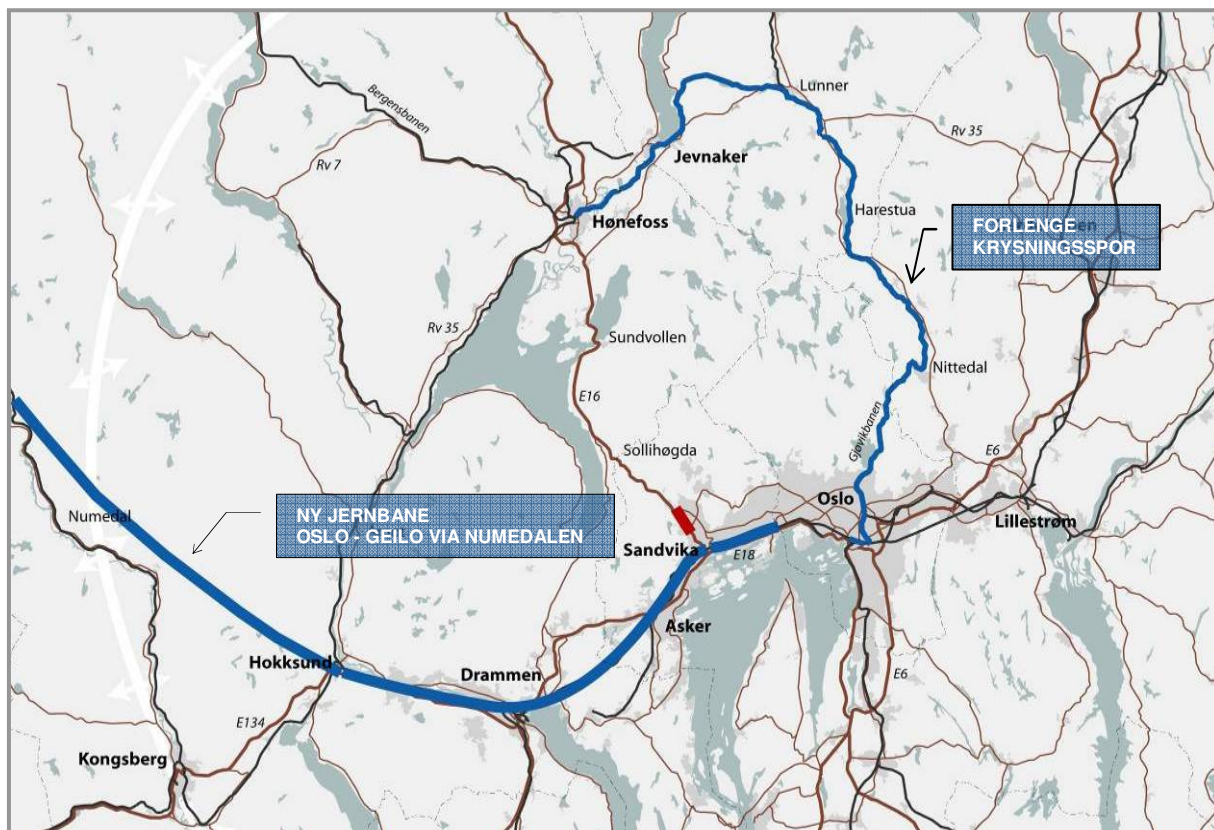 Lunner
Bergensbanen
Rv 35
Jevnaker
Rv 7
Harestua
Hønefoss
FORLENGE
KRYSNINGSSPOR
Rv 35
Sundvollen
Nittedal
E16
Gjøvikbanen
Sollihøgda
E6
Oslo
Numedal
NY JERNBANE
OSLO - GEILO VIA NUMEDALEN
Lillestrøm
Sandvika
E18
Asker
Hokksund
Drammen
E6
E134
Kongsberg